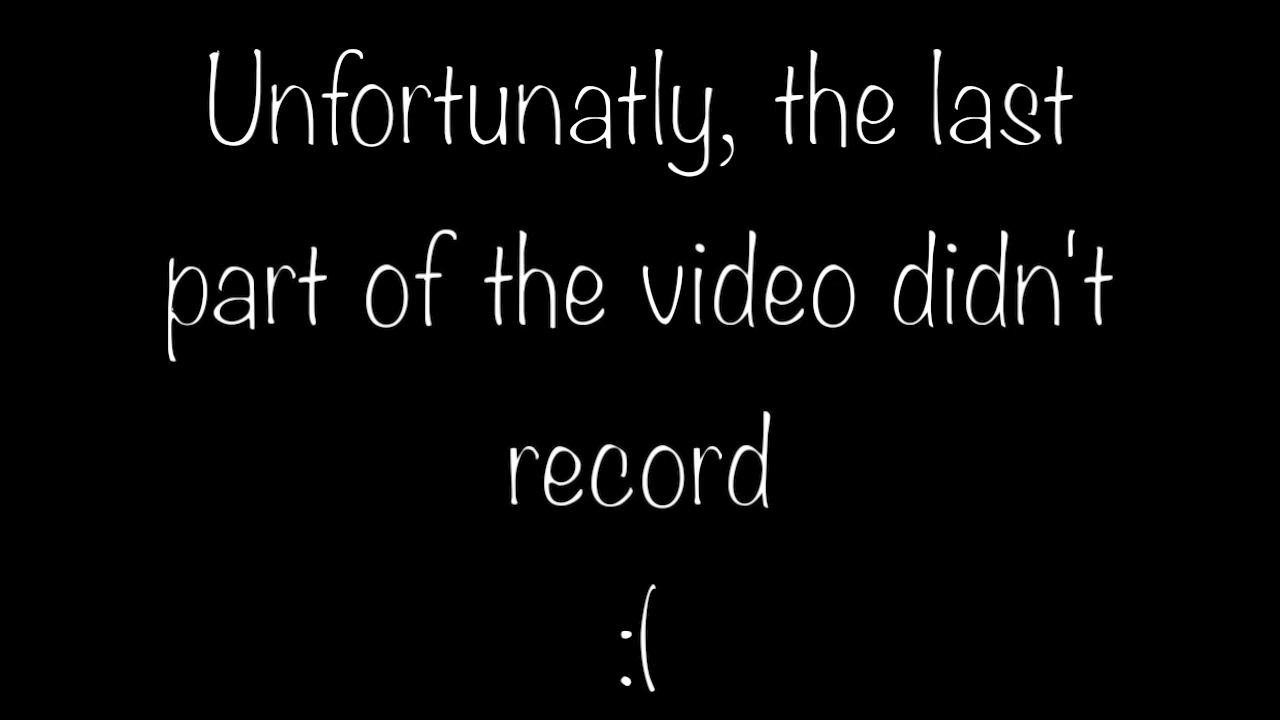 Unfortunatly, the last
part of the video didn't
record
:(